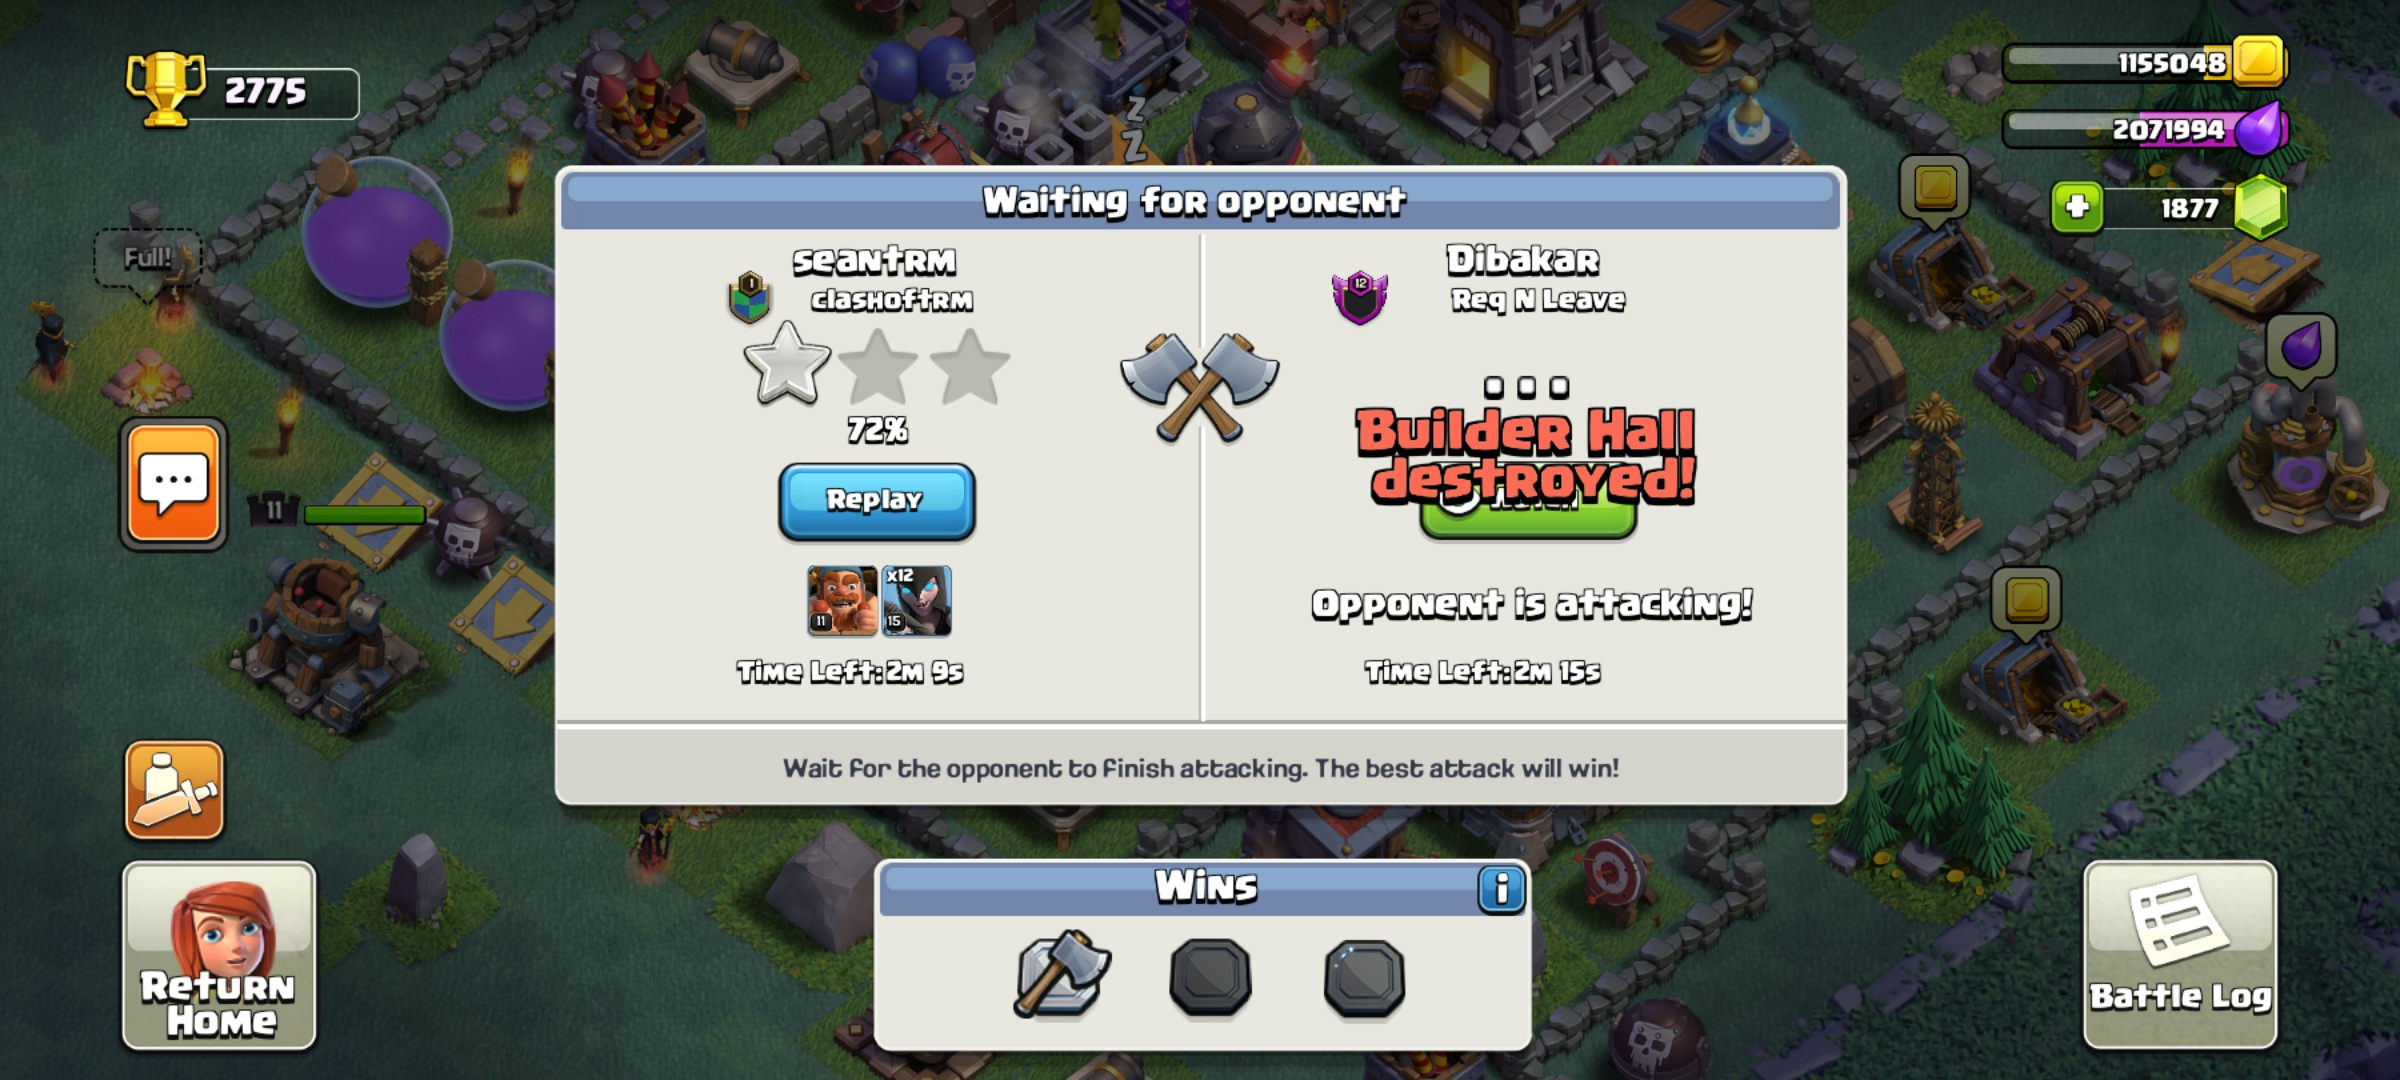 2775
1155048
2071994
1877
Full!
z
z
Waiting for opponent
seantrm
1
clashoftrm
72%
Replay
11
x12
15
Time Left:2m 9s
Dibakar
12
Req N Leave
Builder Hall
destroyed!
Opponent is attacking!
Time Left:2m 15s
Wait for the opponent to finish attacking. The best attack will win!
11
Wins
i
Return
Home
Battle Log